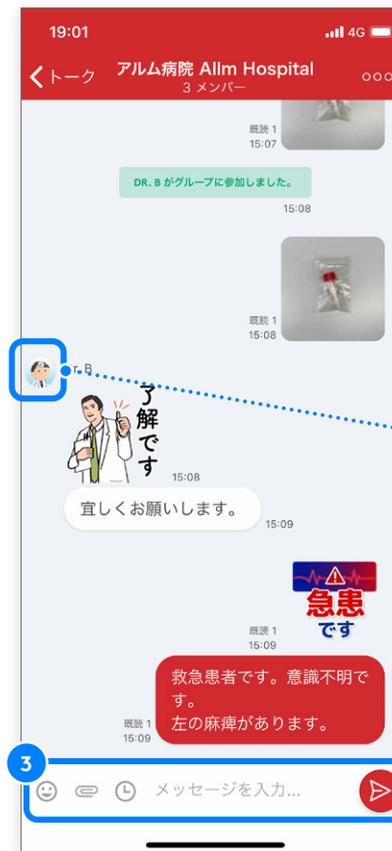 19:01
4G
トーク
アルム病院 Allm Hospital
3 メンバー
既読 1
15:07
DR. B がグループに参加しました。
15:08
既読 1
15:08
r. B
了解です
15:08
宜しくお願いします。
15:09
急患
です
既読 1
15:09
救急患者です。意識不明で
す。
左の麻痺があります。
既読 1
15:09
3
メッセージを入力...